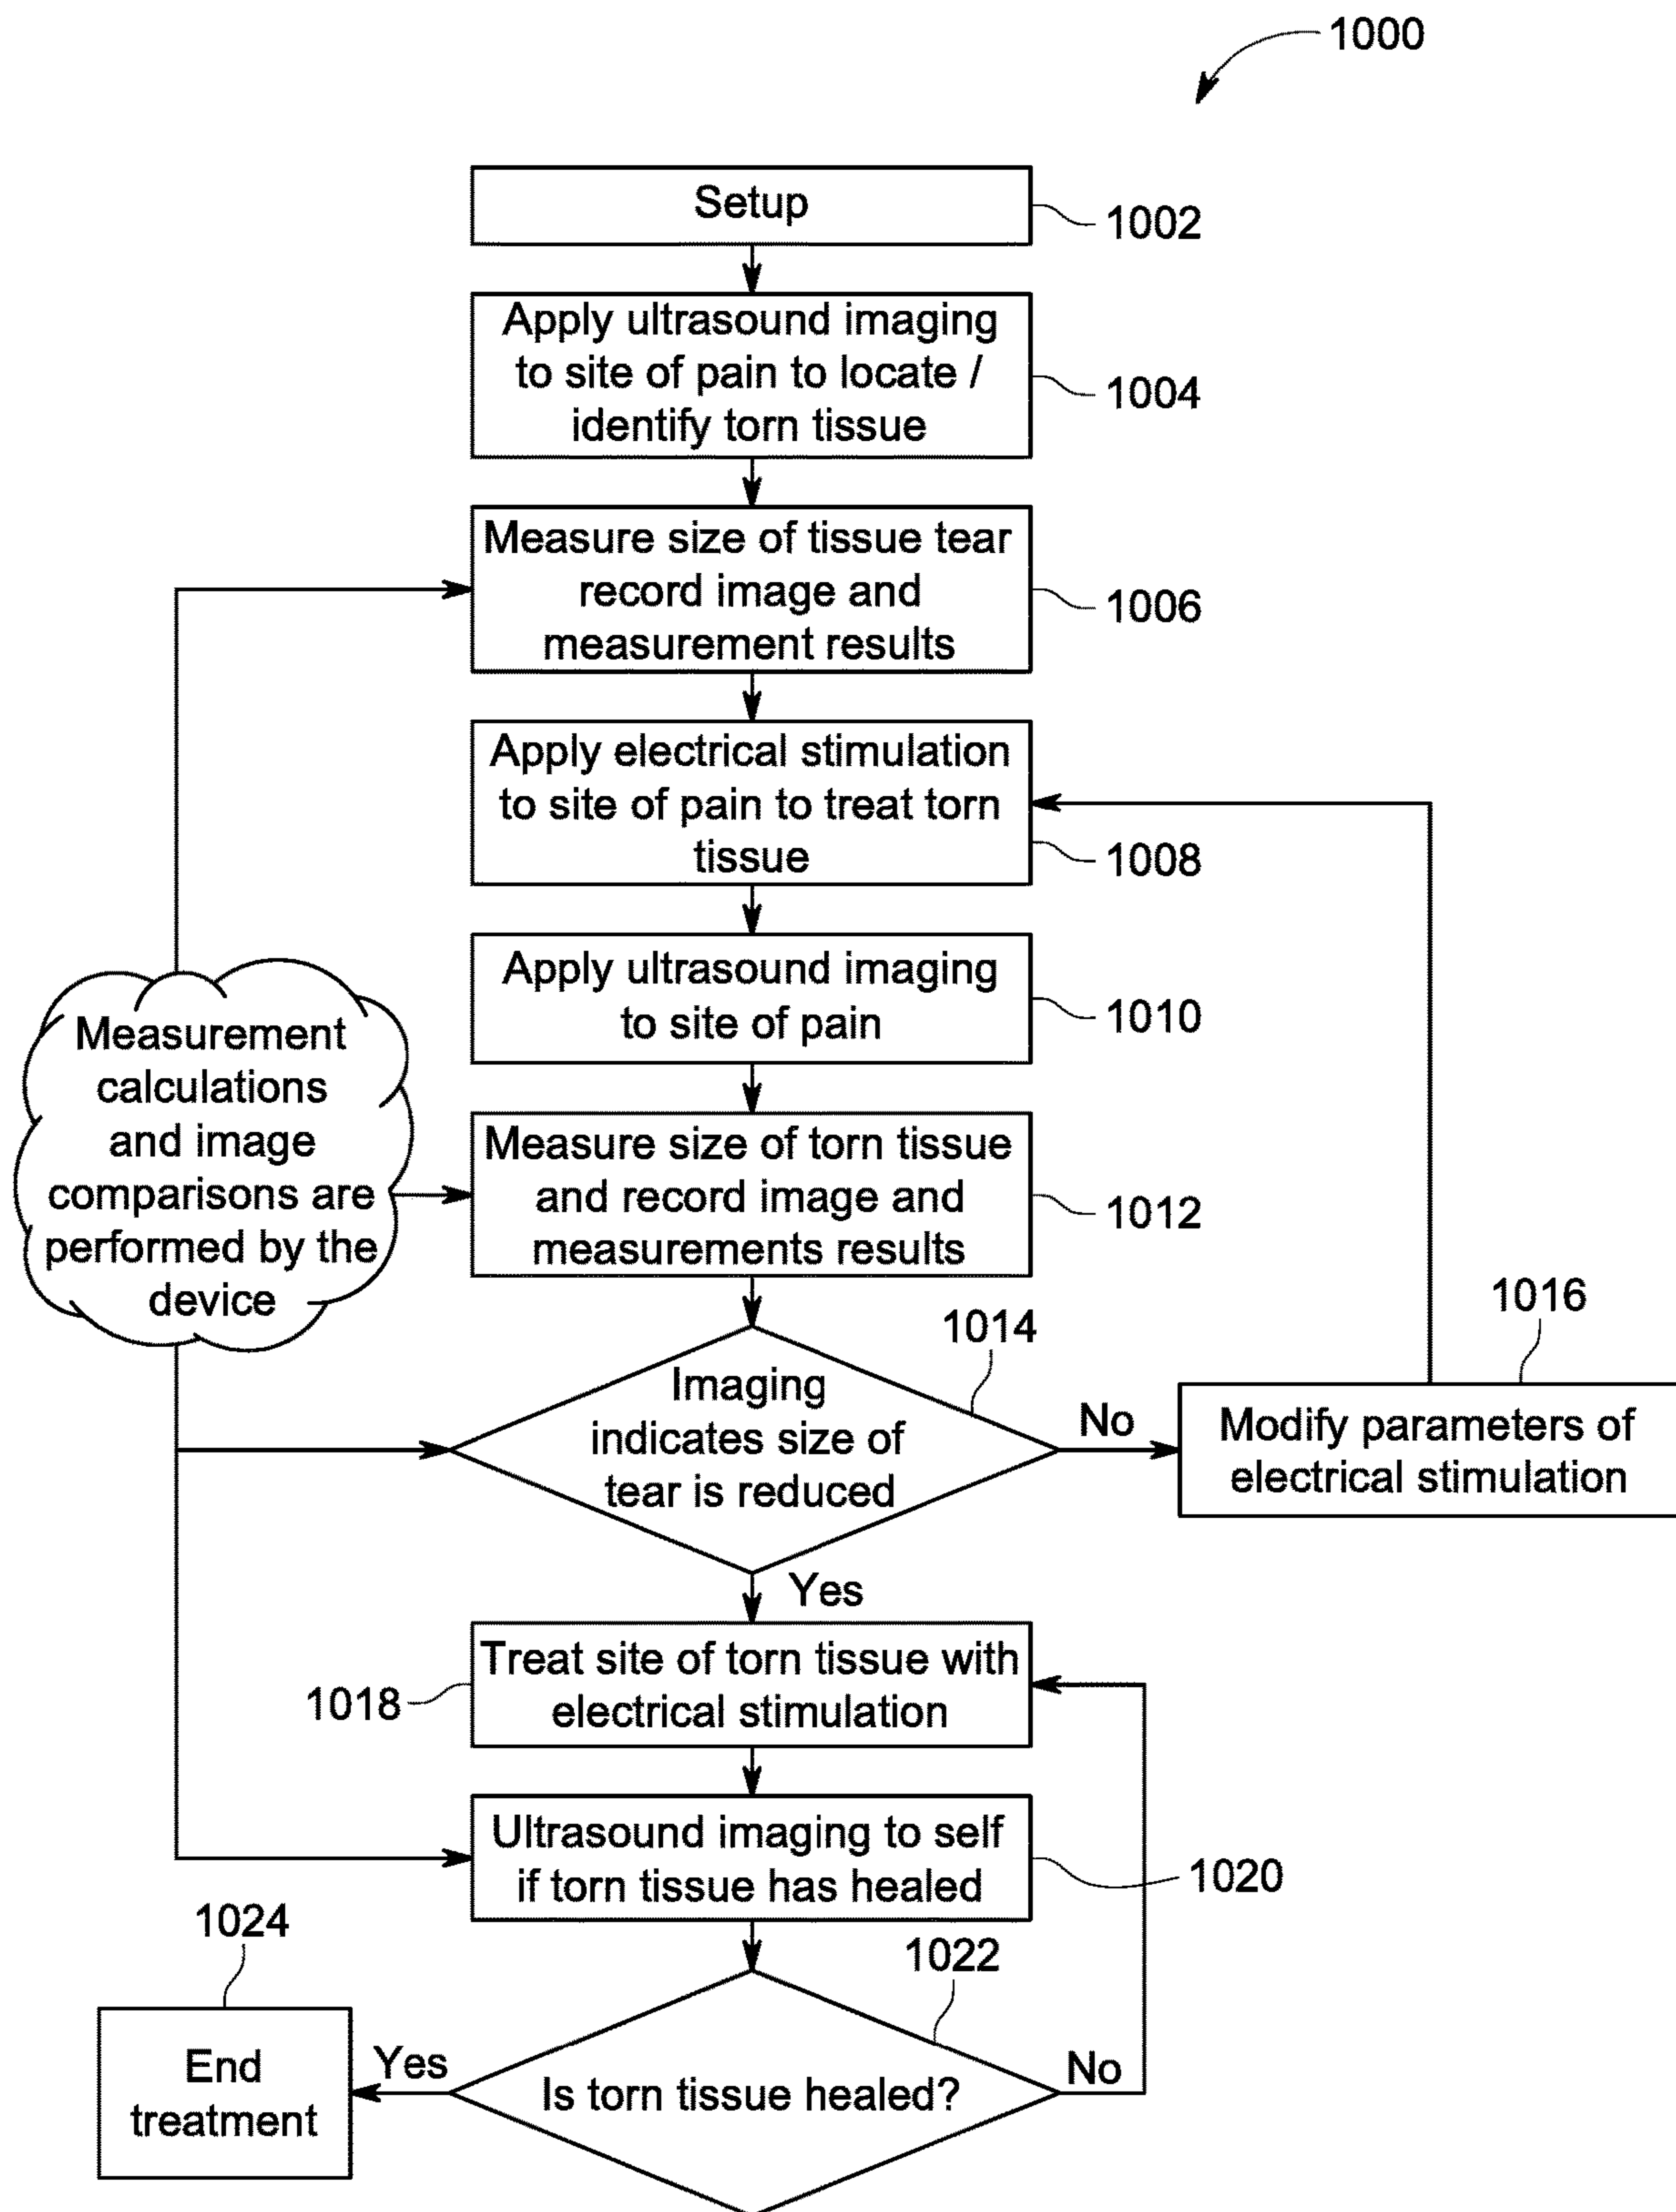 1000
Setup
1002
Apply ultrasound imaging
to site of pain to locate /
identify torn tissue
1004
Measure size of tissue tear
record image and
measurement results
1006
Apply electrical stimulation
to site of pain to treat torn
tissue
1008
Apply ultrasound imaging
to site of pain
1010
Measurement
calculations
and image
comparisons are
performed by the
device
Measure size of torn tissue
and record image and
measurements results
1012
1014
Imaging
indicates size of
tear is reduced
No
1016
Modify parameters of
electrical stimulation
Yes
Treat site of torn tissue with
electrical stimulation
1018
Ultrasound imaging to self
if torn tissue has healed
1020
1022
Is torn tissue healed?
No
Yes
1024
End
treatment